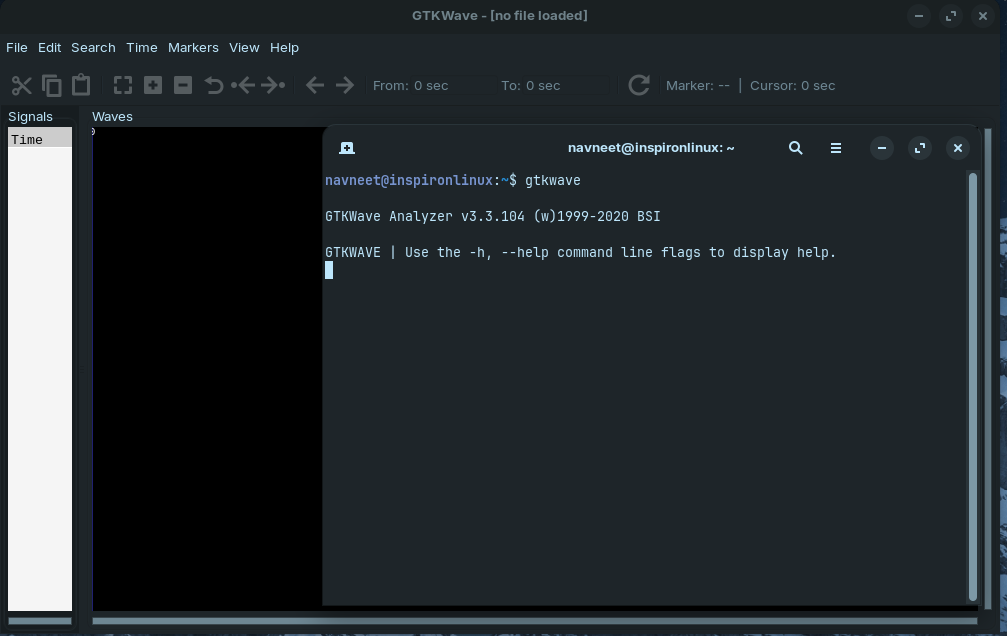 GTKWave - [no file loaded]
File Edit Search Time Markers View Help
From: 0 sec To: 0 sec Marker: -- | Cursor: 0 sec
Signals
Time
Waves
0
navneet@inspironlinux: ~
navneet@inspironlinux:~$ gtkwave
GTKWave Analyzer v3.3.104 (w)1999-2020 BSI
GTKWAVE | Use the -h, --help command line flags to display help.